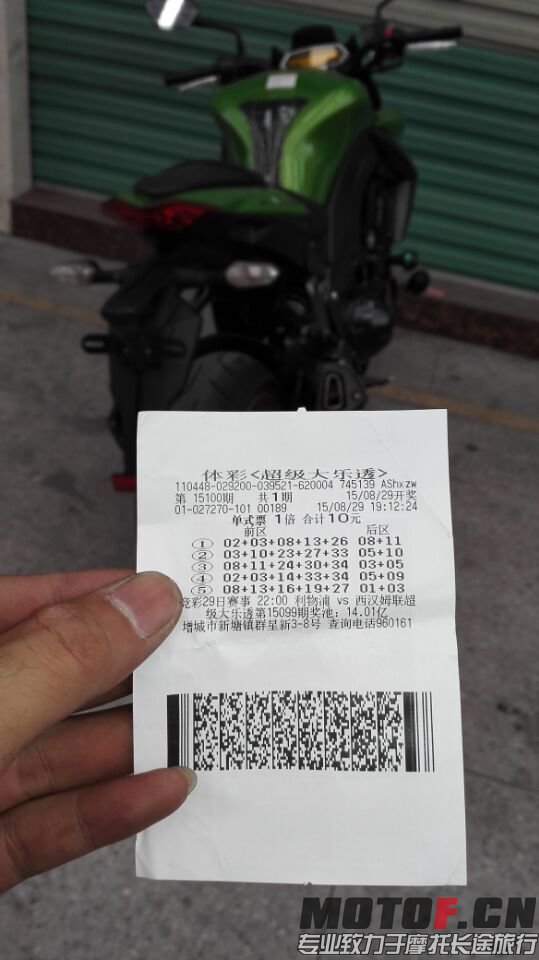 体彩<超级大乐透>
110448-029200-039521-620004 745139 AShxzw
第 15100期 共1期 15/08/29开奖
01-027270-101 00189 15/08/29 19:12:24
单式票 1倍 合计10元
前区 后区
① 02+03+08+13+26 08+11
② 03+10+23+27+33 05+10
③ 08+11+24+30+34 03+05
④ 02+03+14+33+34 05+09
⑤ 08+13+16+19+27 01+03
竞彩29日赛事 22:00 利物浦 vs 西汉姆联超
级大乐透第15099期奖池: 14.01亿
增城市新塘镇群星新3-8号 查询电话960161
MOTOF.CN
专业致力于摩托长途旅行